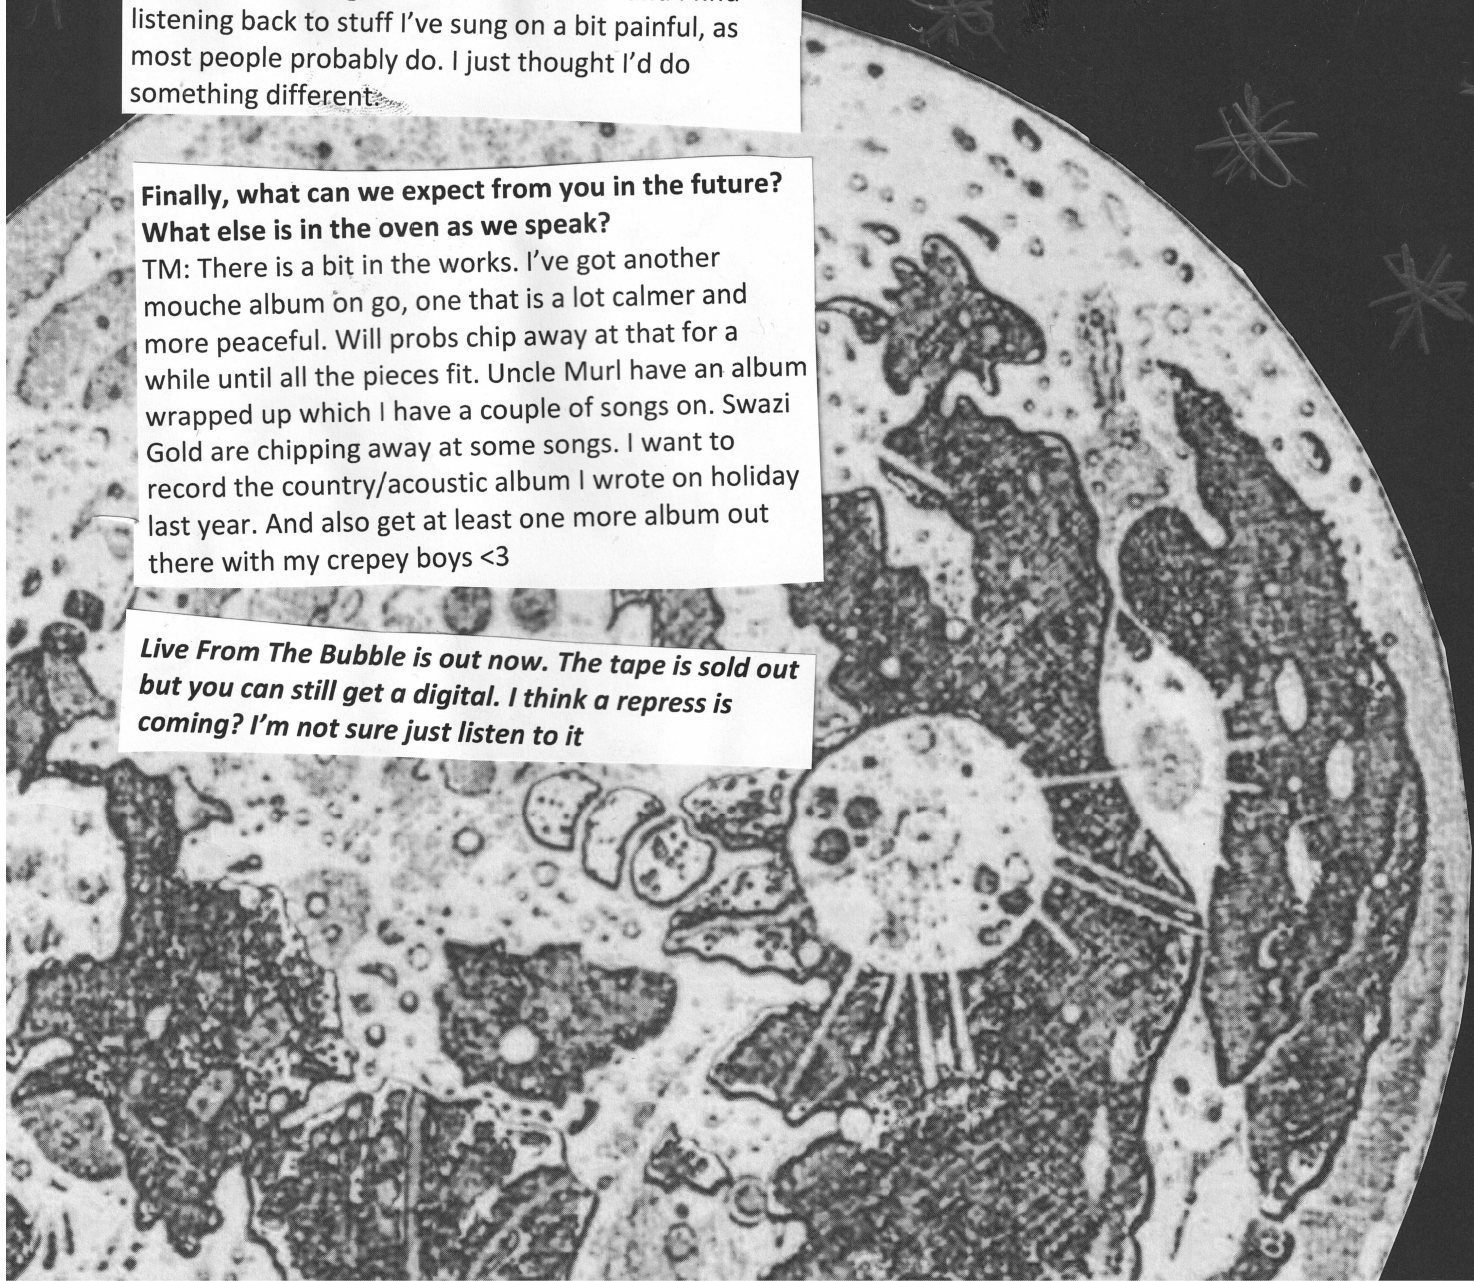 listening back to stuff I've sung on a bit painful, as
most people probably do. I just thought I'd do
something different.
Finally, what can we expect from you in the future?
What else is in the oven as we speak?
TM: There is a bit in the works. I've got another
mouche album on go, one that is a lot calmer and
more peaceful. Will probs chip away at that for a
while until all the pieces fit. Uncle Murl have an album
wrapped up which I have a couple of songs on. Swazi
Gold are chipping away at some songs. I want to
record the country/acoustic album I wrote on holiday
last year. And also get at least one more album out
there with my crepey boys <3
Live From The Bubble is out now. The tape is sold out
but you can still get a digital. I think a repress is
coming? I'm not sure just listen to it